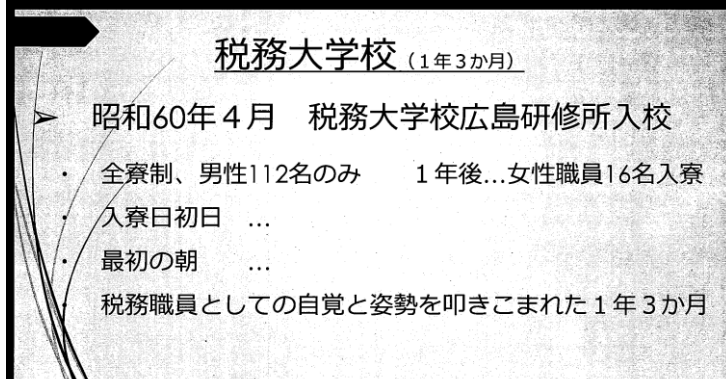 税務大学校（1年3か月）
➢　昭和60年４月　税務大学校広島研修所入校
・　全寮制、男性112名のみ　　１年後…女性職員16名入寮
・　入寮日初日　…
・　最初の朝　　…
・　税務職員としての自覚と姿勢を叩きこまれた１年３か月